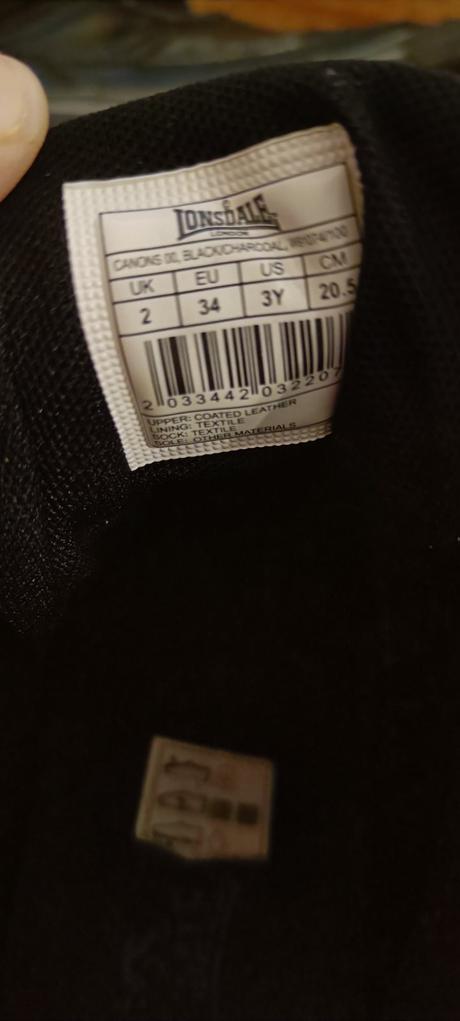 LONSDALE
LONDON
CANONS 00, BLACK/CHARCOAL,
UK EU US CM
2 34 3Y 20.5
2 033442 032207
UPPER: COATED LEATHER
LINING: TEXTILE
SOCK: TEXTILE
SOLE: OTHER MATERIALS